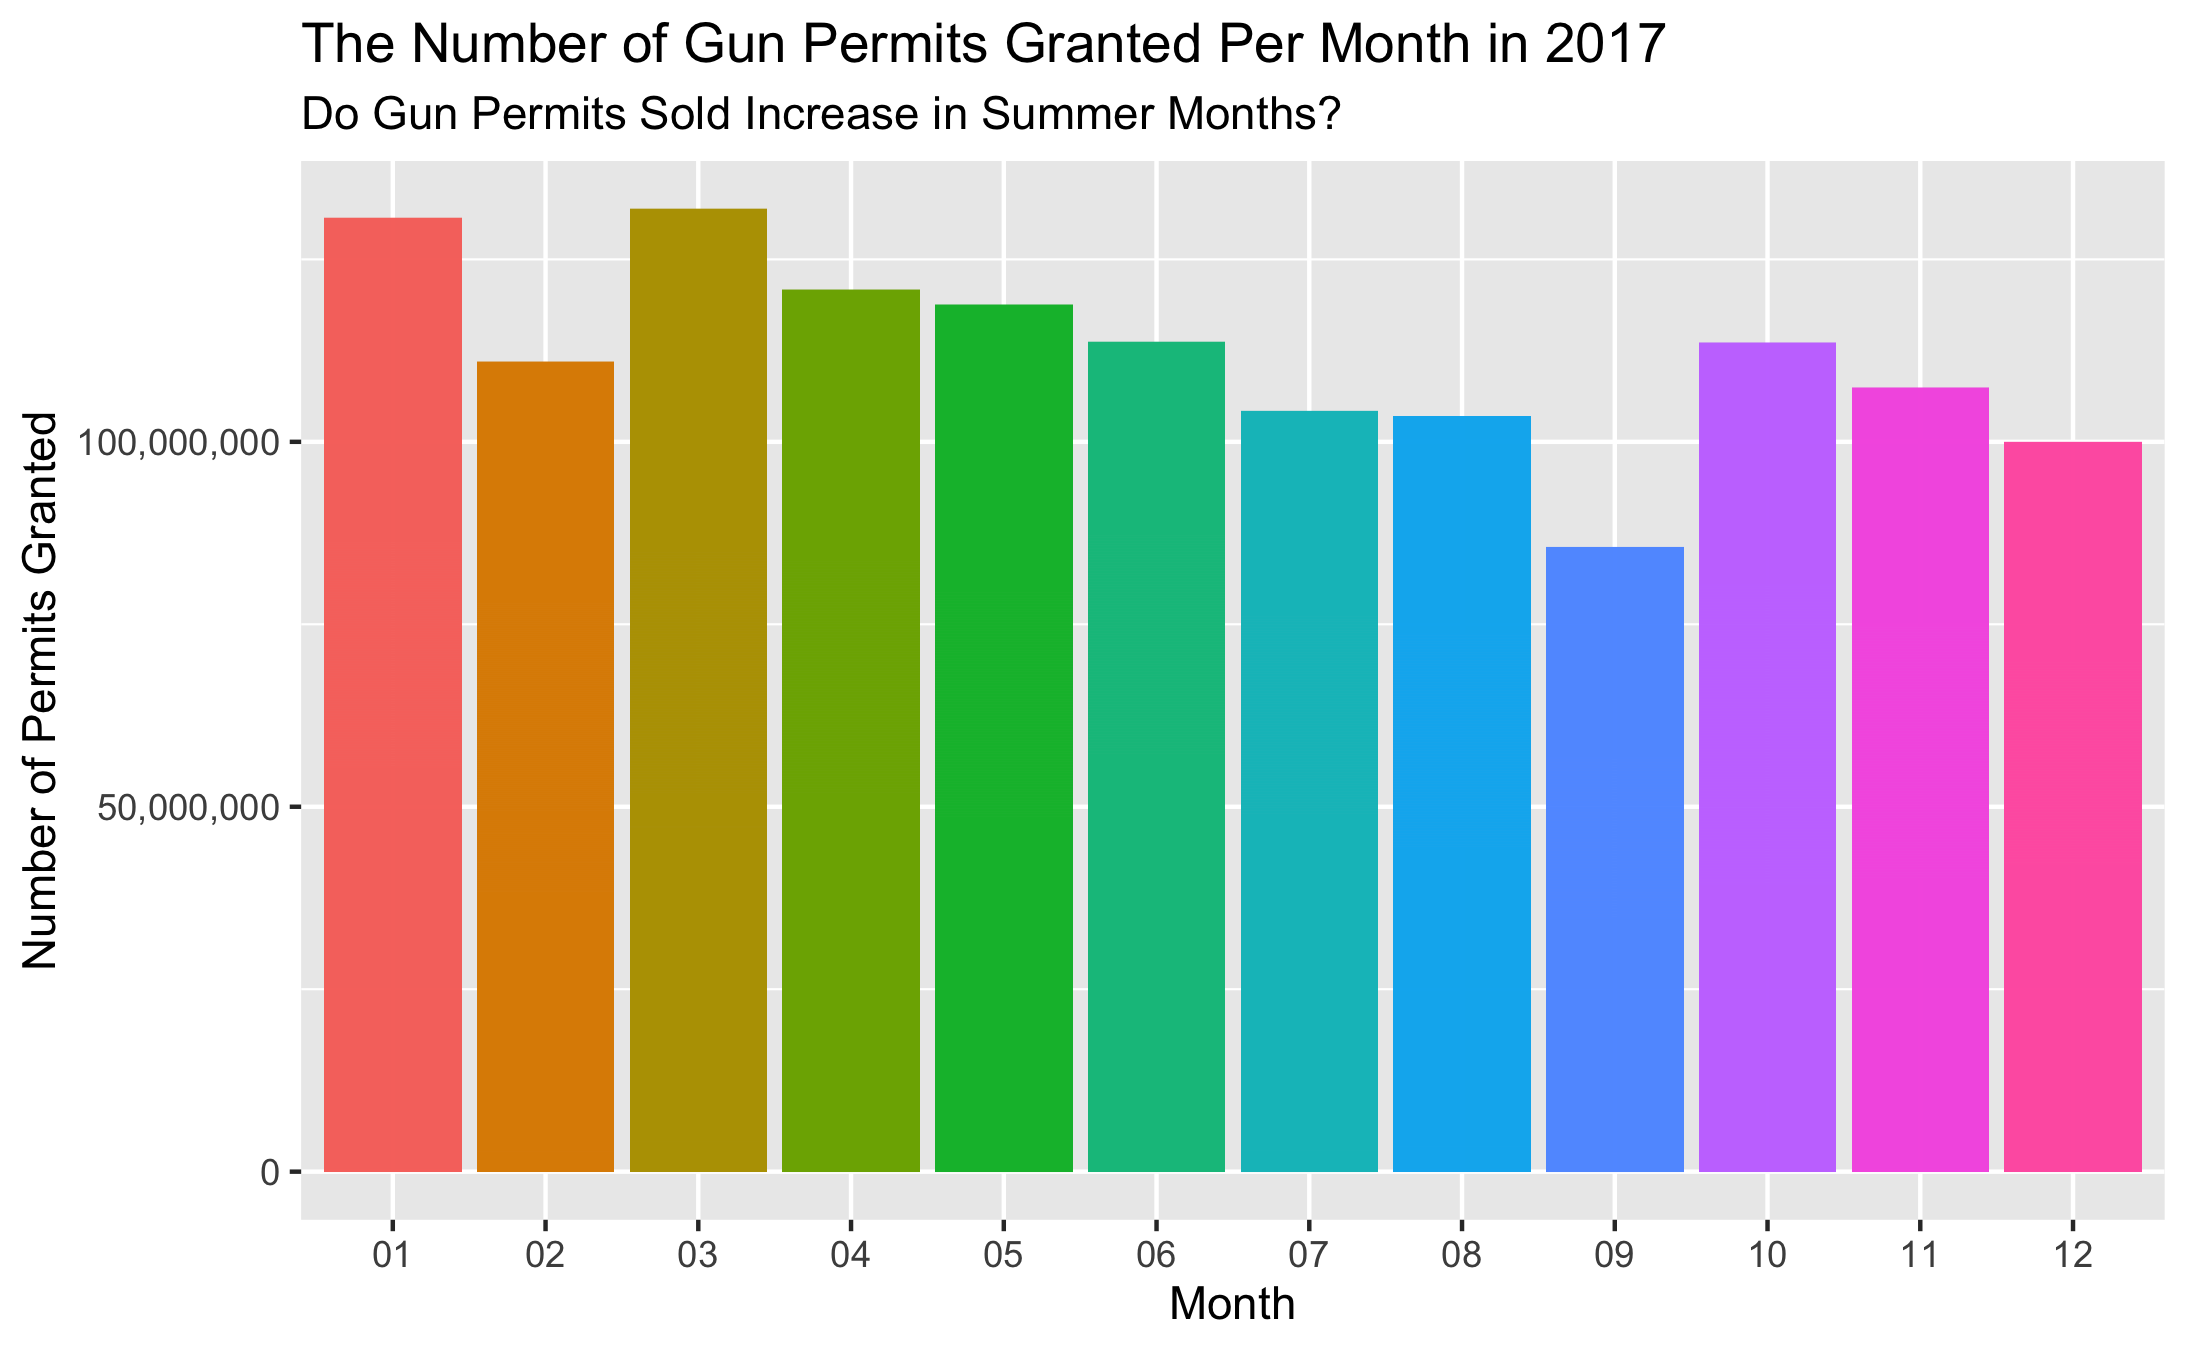 The Number of Gun Permits Granted Per Month in 2017
Do Gun Permits Sold Increase in Summer Months?
Number of Permits Granted
100,000,000
50,000,000
0
01 02 03 04 05 06 07 08 09 10 11 12
Month